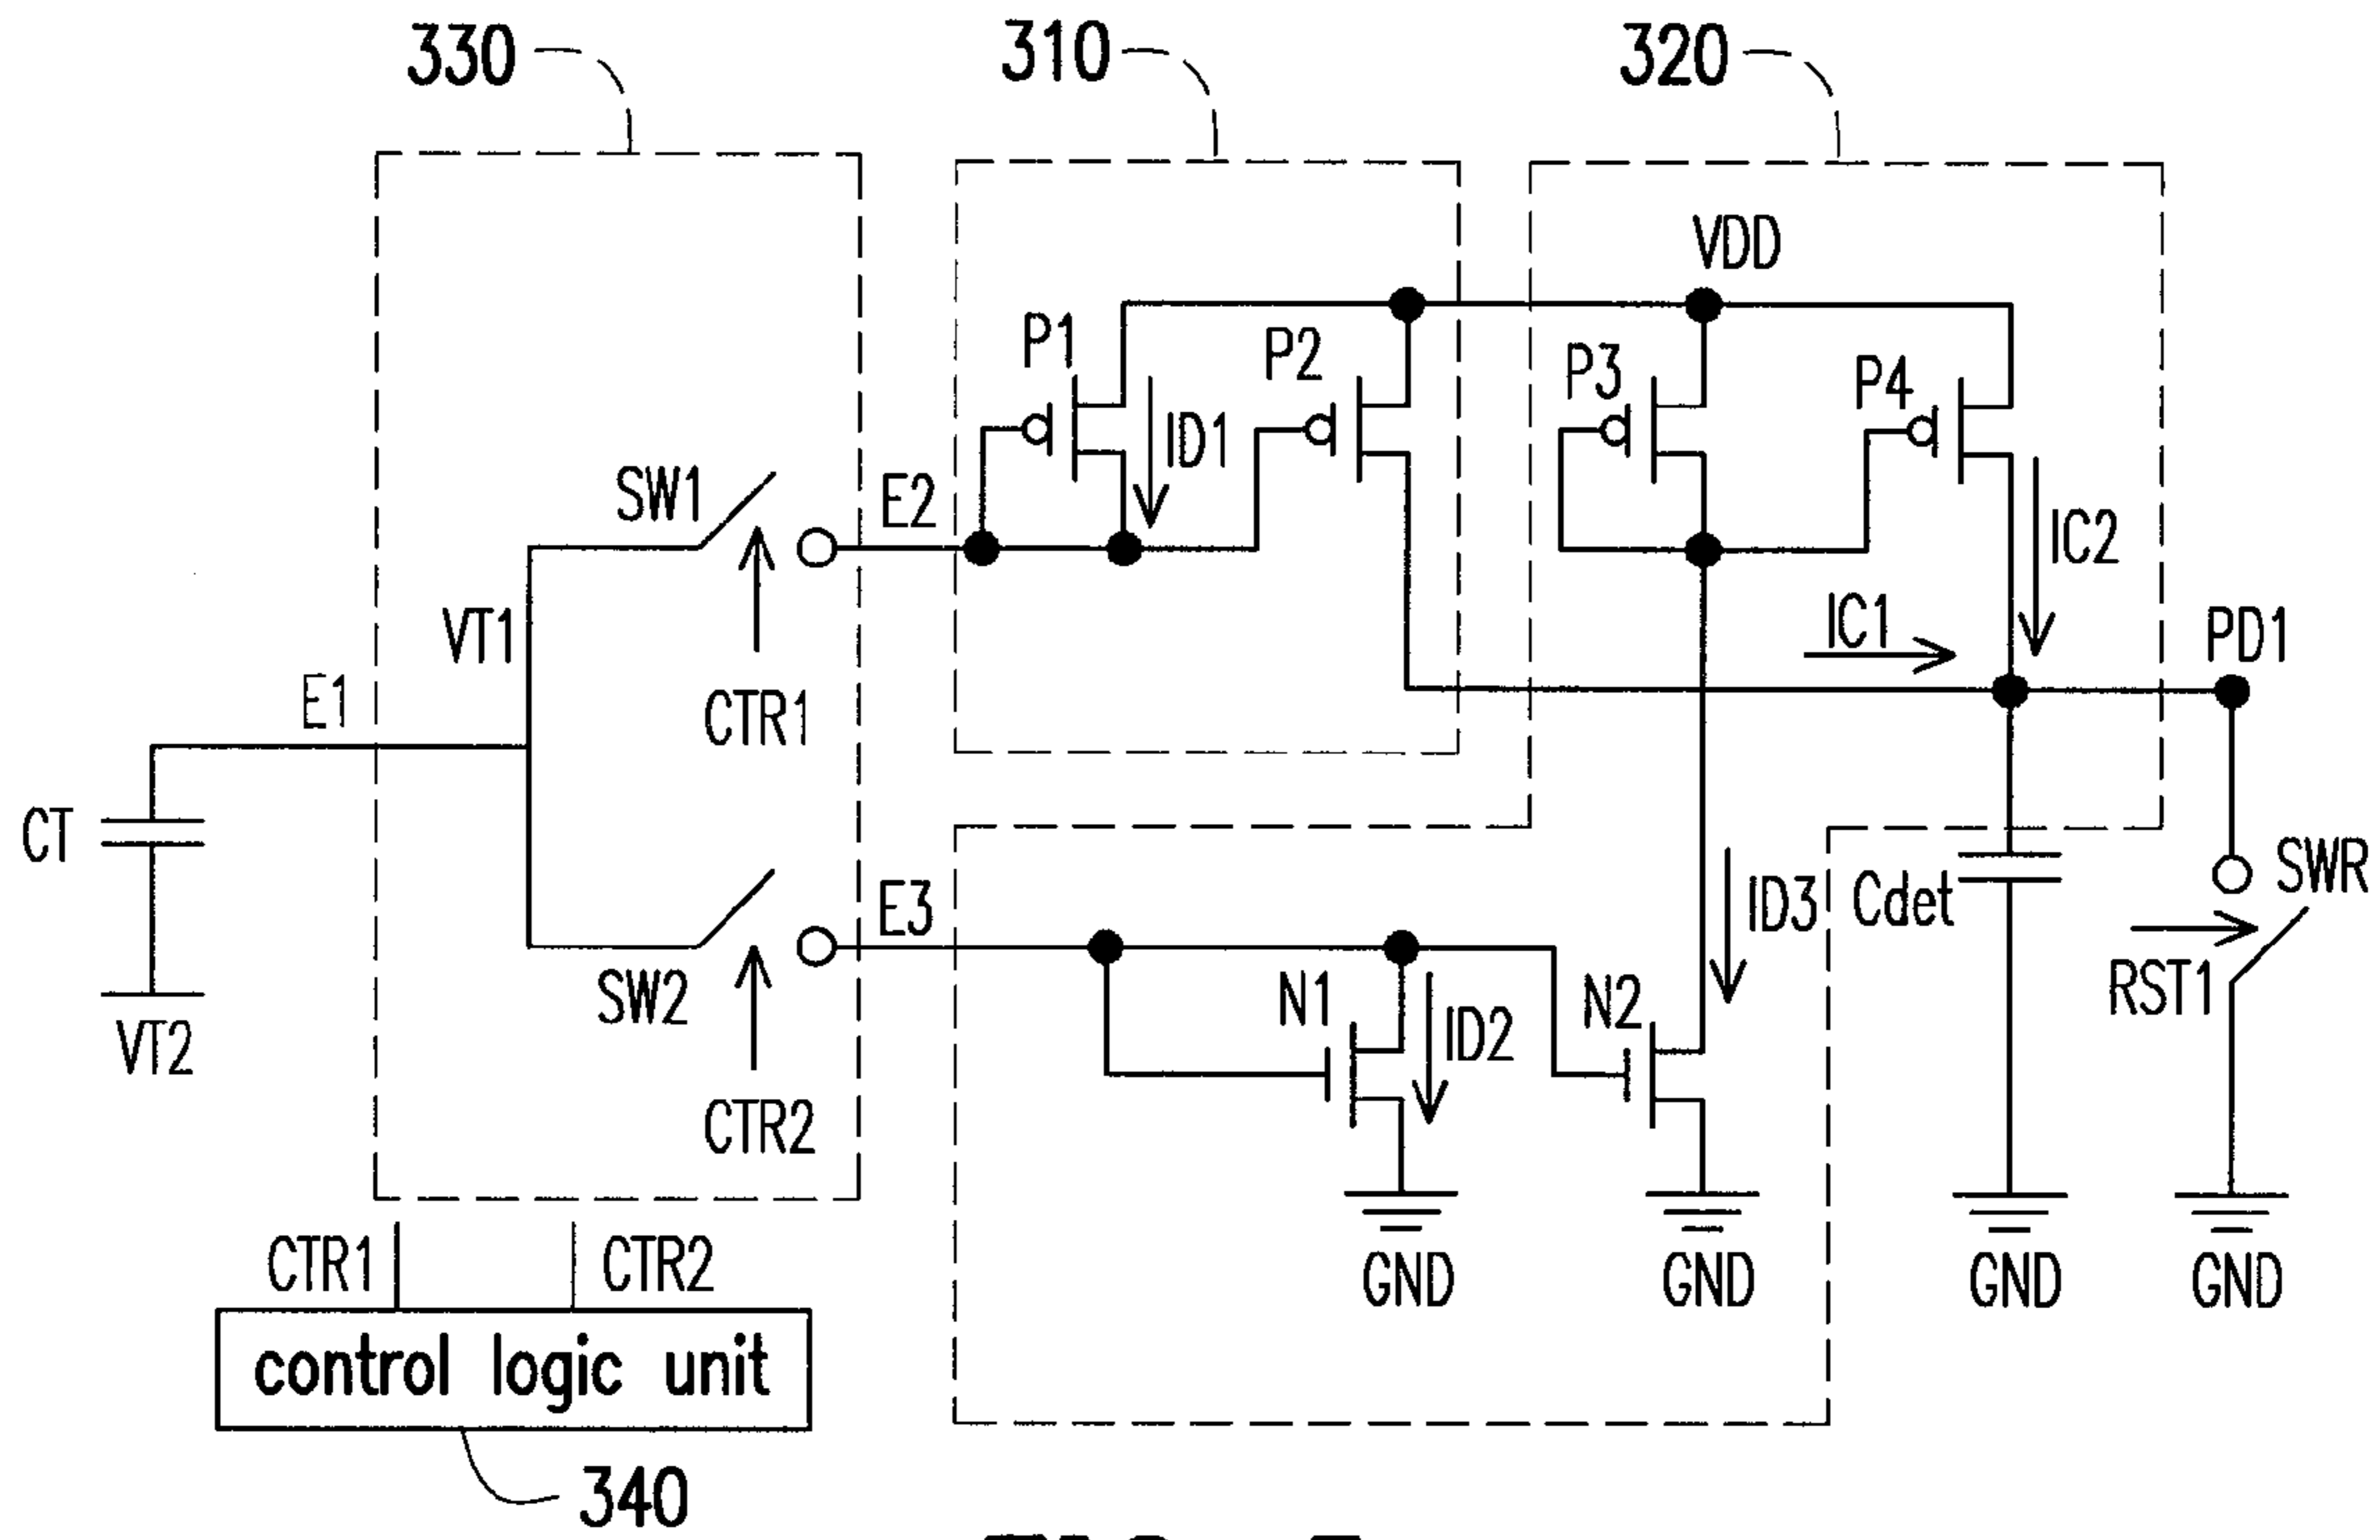 330
310
320
VDD
P1
P2
P3
P4
ID1
SW1
E2
IC2
VT1
IC1
PD1
E1
CTR1
CT
SWR
E3
ID3
Cdet
SW2
N1
ID2
N2
RST1
VT2
CTR2
CTR1
CTR2
GND
GND
GND
GND
control logic unit
340